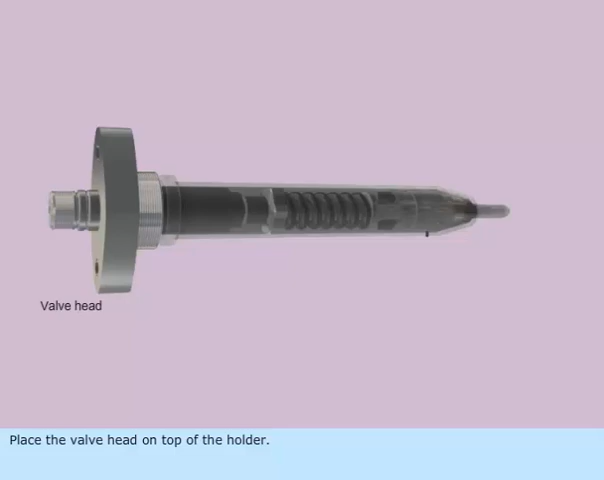 Valve head
Place the valve head on top of the holder.